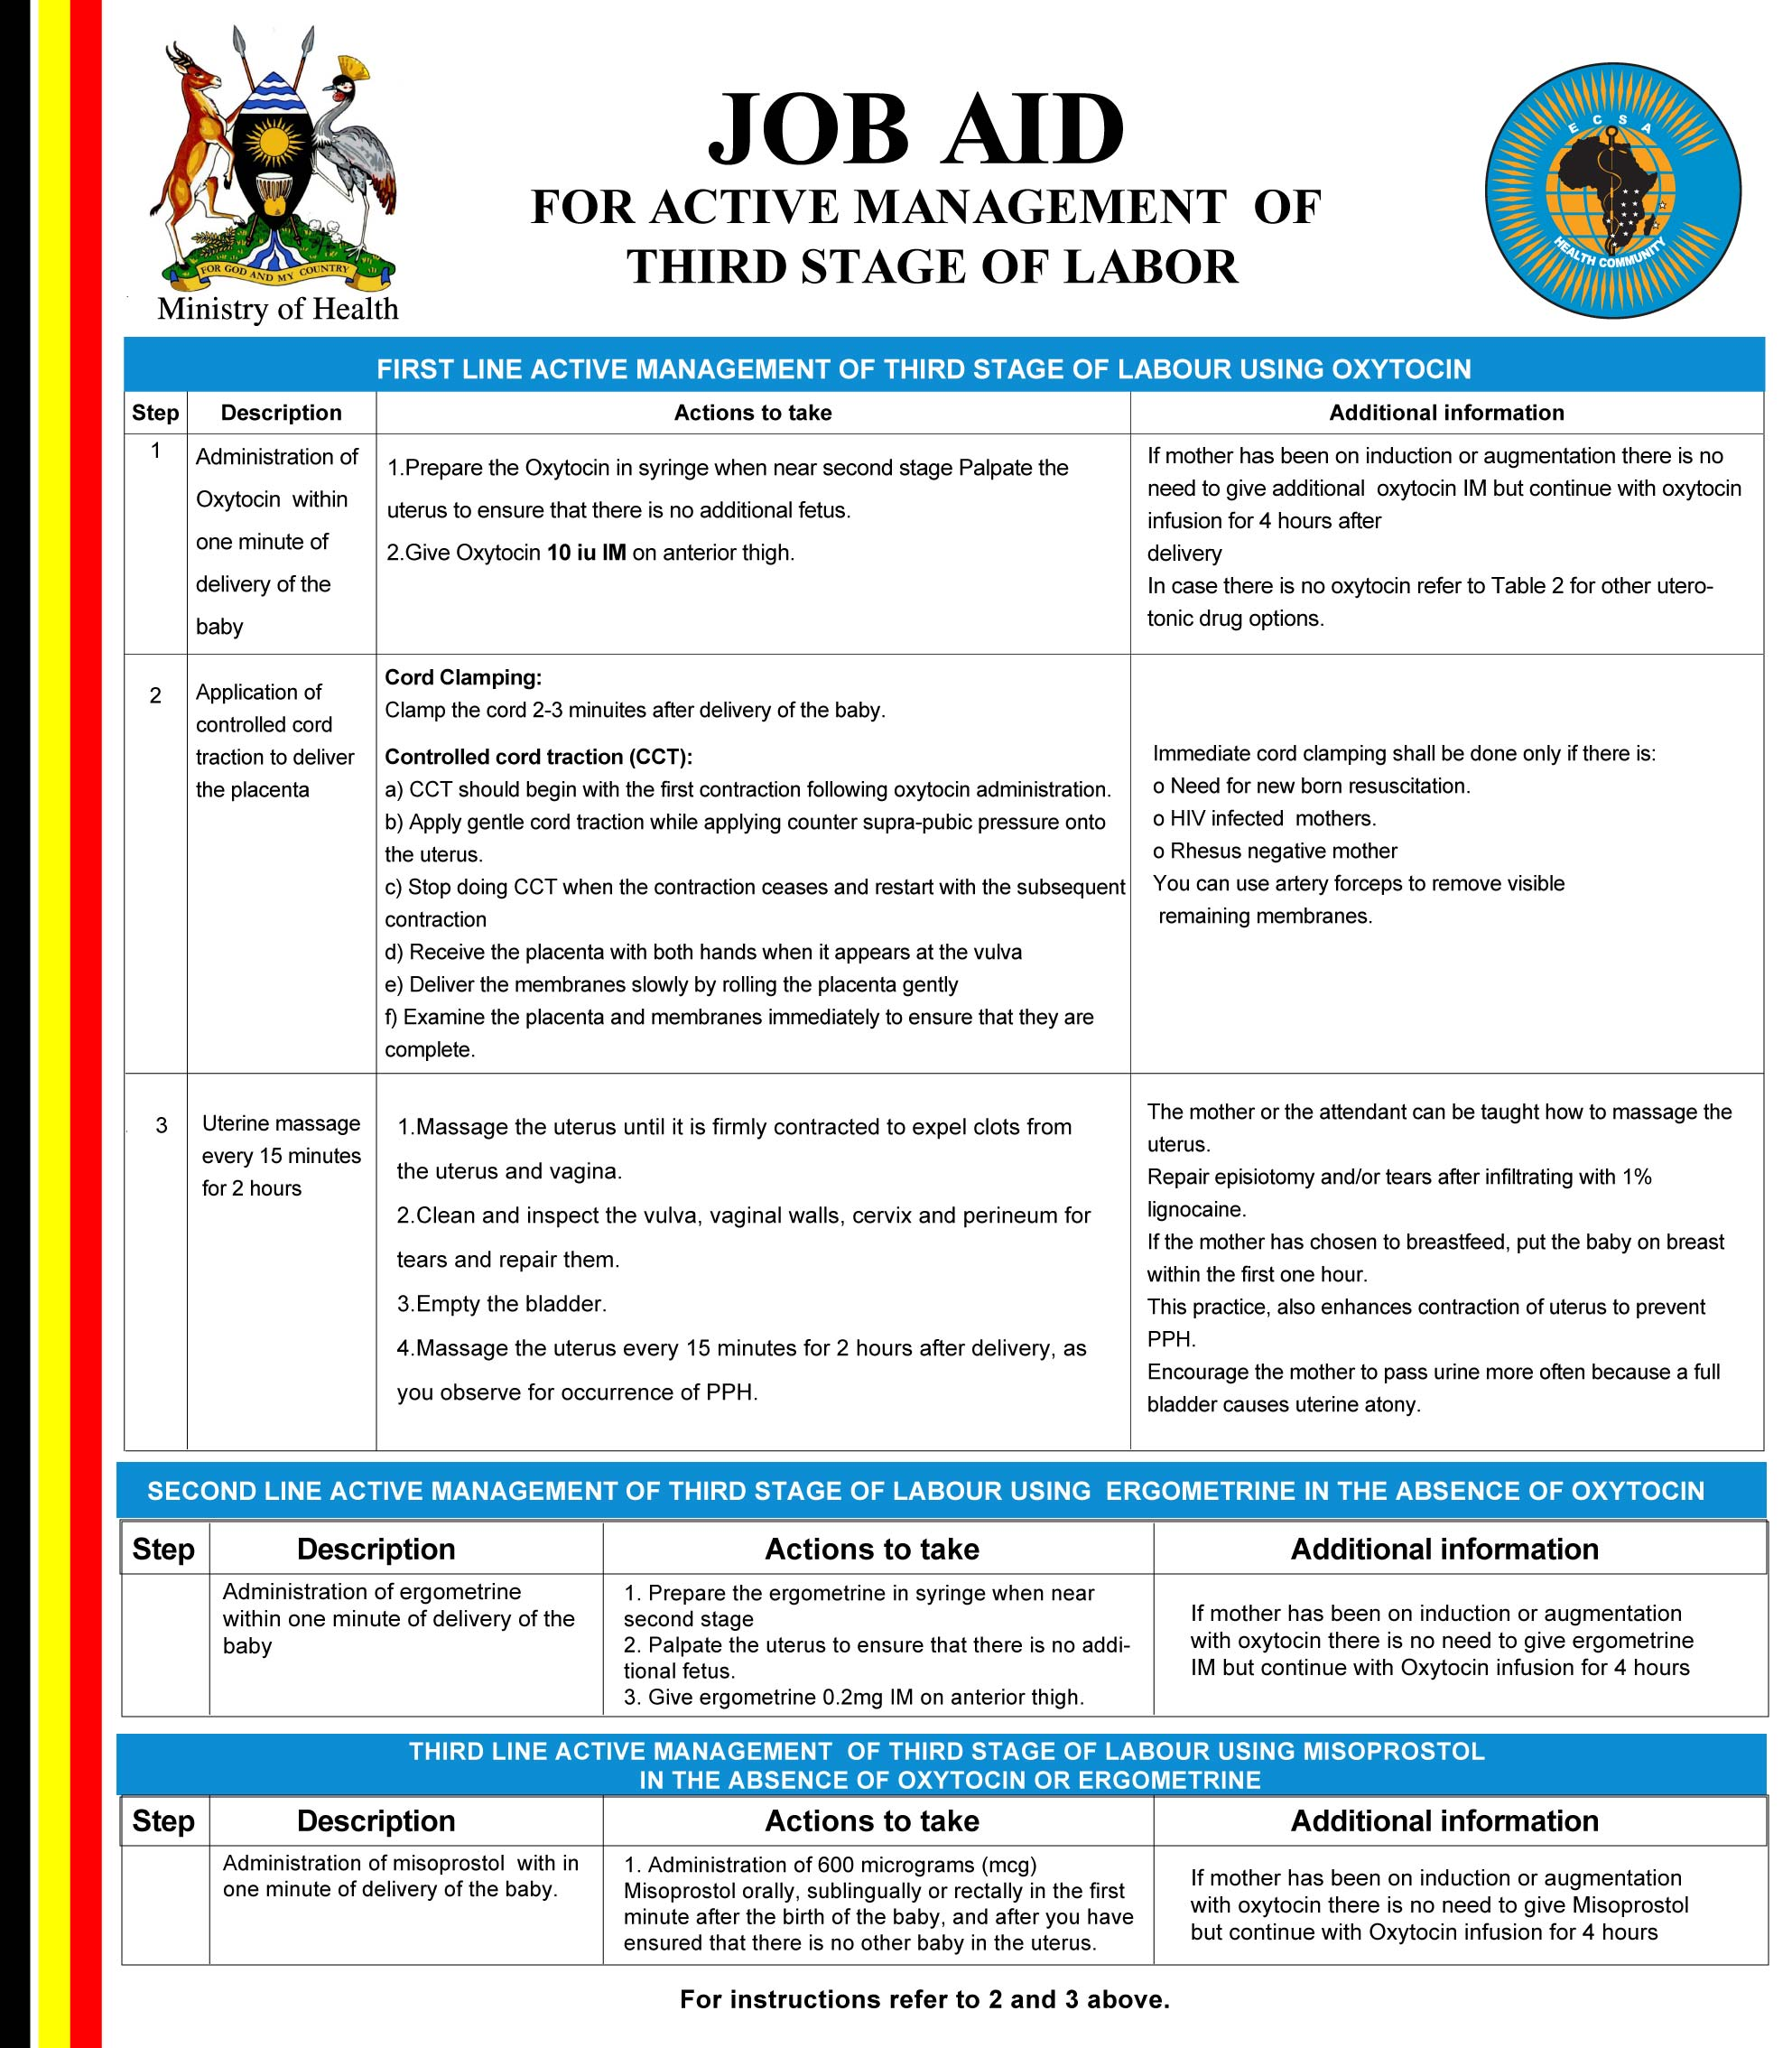 JOB AID
FOR ACTIVE MANAGEMENT OF
THIRD STAGE OF LABOR
FOR GOD AND MY COUNTRY
Ministry of Health
E C S A
HEALTH COMMUNITY
FIRST LINE ACTIVE MANAGEMENT OF THIRD STAGE OF LABOUR USING OXYTOCIN
Step
Description
Actions to take
Additional information
1
Administration of
Oxytocin within
one minute of
delivery of the
baby
1.Prepare the Oxytocin in syringe when near second stage Palpate the
uterus to ensure that there is no additional fetus.
2.Give Oxytocin 10 iu IM on anterior thigh.
If mother has been on induction or augmentation there is no
need to give additional oxytocin IM but continue with oxytocin
infusion for 4 hours after
delivery
In case there is no oxytocin refer to Table 2 for other utero-
tonic drug options.
2
Application of
controlled cord
traction to deliver
the placenta
Cord Clamping:
Clamp the cord 2-3 minuites after delivery of the baby.
Controlled cord traction (CCT):
a) CCT should begin with the first contraction following oxytocin administration.
b) Apply gentle cord traction while applying counter supra-pubic pressure onto
the uterus.
c) Stop doing CCT when the contraction ceases and restart with the subsequent
contraction
d) Receive the placenta with both hands when it appears at the vulva
e) Deliver the membranes slowly by rolling the placenta gently
f) Examine the placenta and membranes immediately to ensure that they are
complete.
Immediate cord clamping shall be done only if there is:
o Need for new born resuscitation.
o HIV infected mothers.
o Rhesus negative mother
You can use artery forceps to remove visible
remaining membranes.
3
Uterine massage
every 15 minutes
for 2 hours
1.Massage the uterus until it is firmly contracted to expel clots from
the uterus and vagina.
2.Clean and inspect the vulva, vaginal walls, cervix and perineum for
tears and repair them.
3.Empty the bladder.
4.Massage the uterus every 15 minutes for 2 hours after delivery, as
you observe for occurrence of PPH.
The mother or the attendant can be taught how to massage the
uterus.
Repair episiotomy and/or tears after infiltrating with 1%
lignocaine.
If the mother has chosen to breastfeed, put the baby on breast
within the first one hour.
This practice, also enhances contraction of uterus to prevent
PPH.
Encourage the mother to pass urine more often because a full
bladder causes uterine atony.
SECOND LINE ACTIVE MANAGEMENT OF THIRD STAGE OF LABOUR USING ERGOMETRINE IN THE ABSENCE OF OXYTOCIN
Step
Description
Actions to take
Additional information
Administration of ergometrine
within one minute of delivery of the
baby
1. Prepare the ergometrine in syringe when near
second stage
2. Palpate the uterus to ensure that there is no addi-
tional fetus.
3. Give ergometrine 0.2mg IM on anterior thigh.
If mother has been on induction or augmentation
with oxytocin there is no need to give ergometrine
IM but continue with Oxytocin infusion for 4 hours
THIRD LINE ACTIVE MANAGEMENT OF THIRD STAGE OF LABOUR USING MISOPROSTOL
IN THE ABSENCE OF OXYTOCIN OR ERGOMETRINE
Step
Description
Actions to take
Additional information
Administration of misoprostol with in
one minute of delivery of the baby.
1. Administration of 600 micrograms (mcg)
Misoprostol orally, sublingually or rectally in the first
minute after the birth of the baby, and after you have
ensured that there is no other baby in the uterus.
If mother has been on induction or augmentation
with oxytocin there is no need to give Misoprostol
but continue with Oxytocin infusion for 4 hours
For instructions refer to 2 and 3 above.